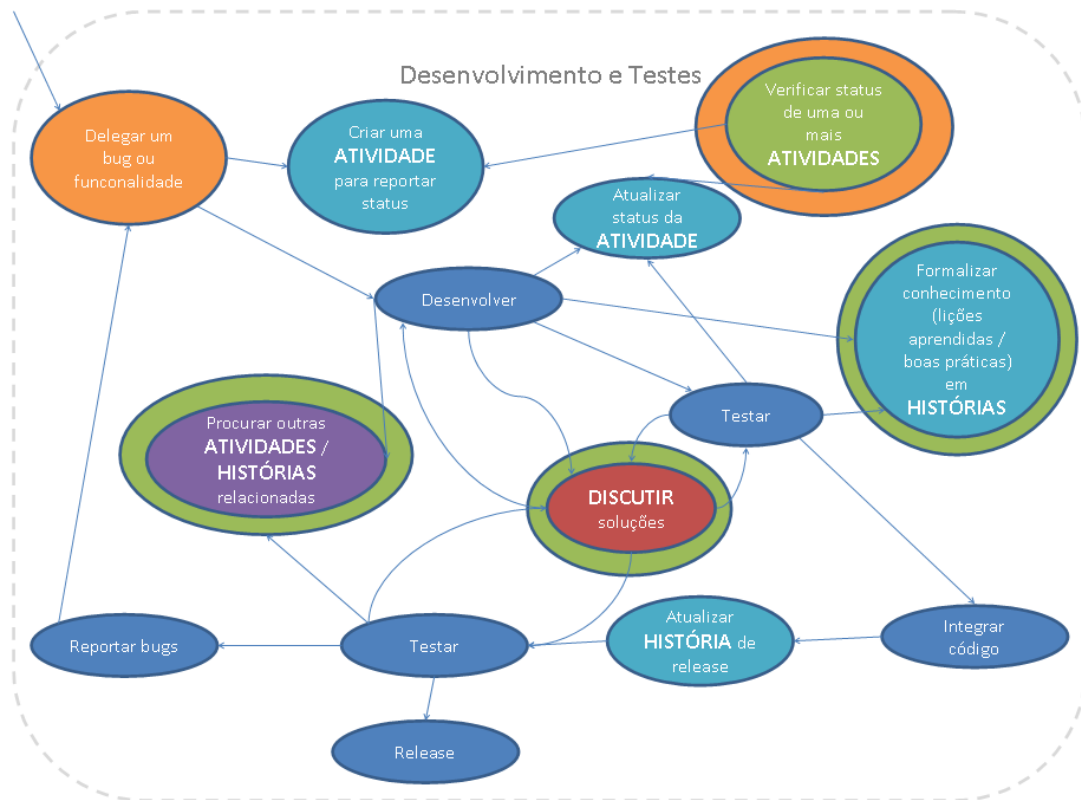 Desenvolvimento e Testes
Delegar um
bug ou
funconalidade
Criar uma
ATIVIDADE
para reportar
status
Verificar status
de uma ou
mais
ATIVIDADES
Atualizar
status da
ATIVIDADE
Desenvolver
Formalizar
conhecimento
(lições
aprendidas /
boas práticas)
em
HISTÓRIAS
Testar
Procurar outras
ATIVIDADES /
HISTÓRIAS
relacionadas
DISCUTIR
soluções
Reportar bugs
Testar
Atualizar
HISTÓRIA de
release
Integrar
código
Release